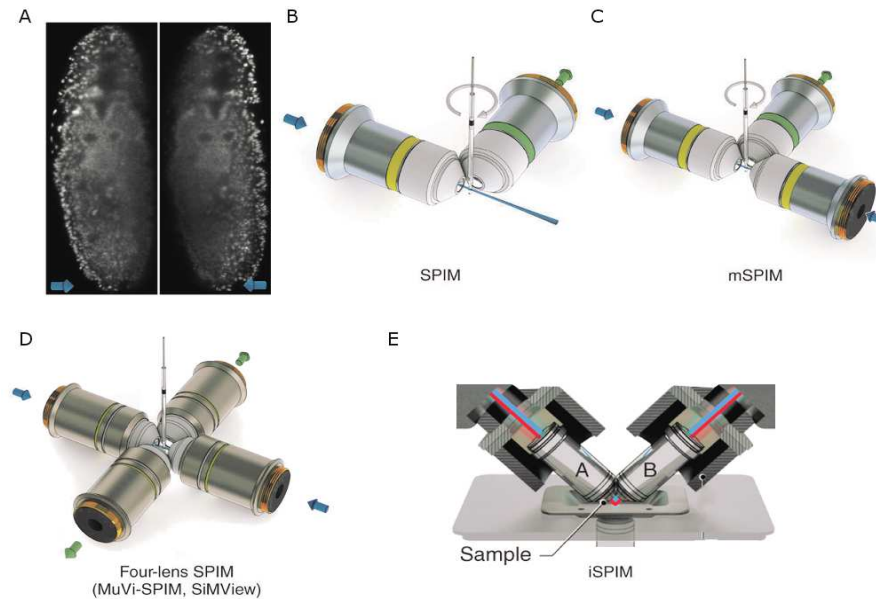 A
B
C
SPIM
mSPIM
D
E
A
B
Sample
Four-lens SPIM
(MuVi-SPIM, SiMView)
iSPIM